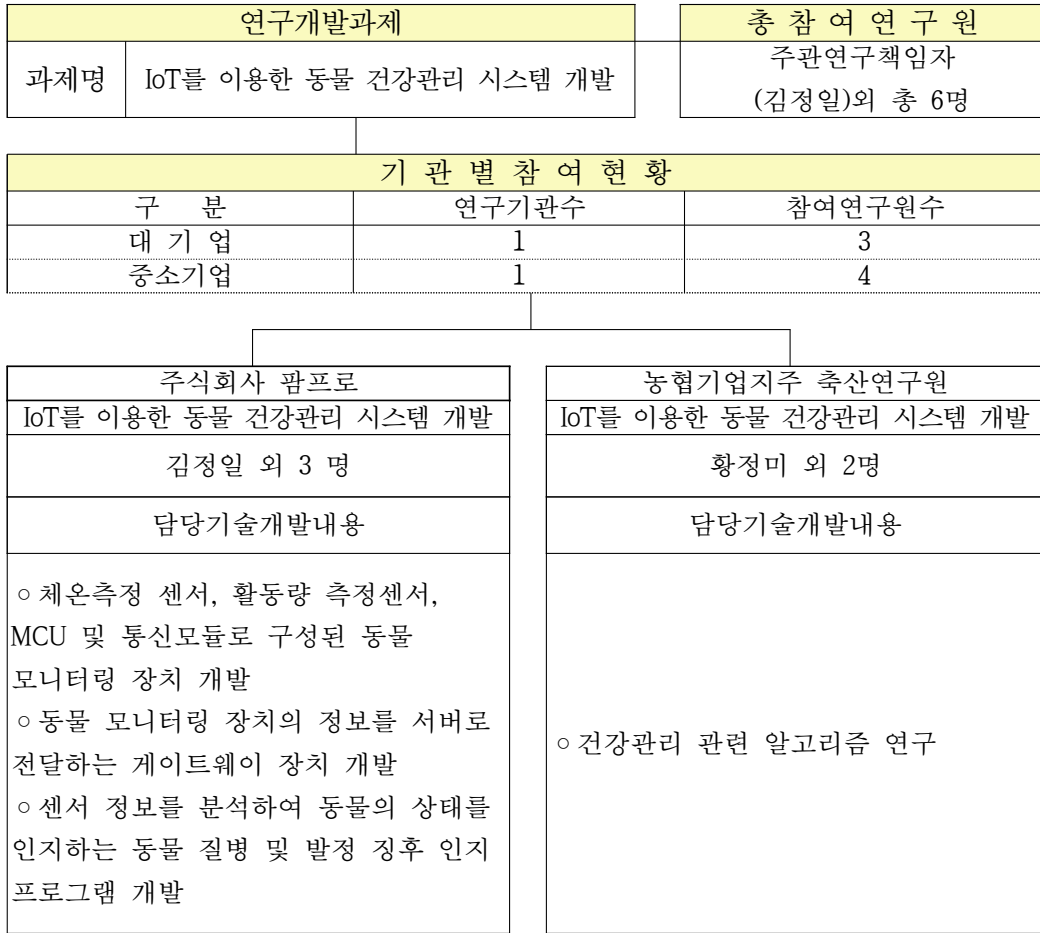 연구개발과제
총 참 여 연 구 원
과제명
IoT를 이용한 동물 건강관리 시스템 개발
주관연구책임자
(김정일)외 총 6명
기 관 별 참 여 현 황
구 분
연구기관수
참여연구원수
대 기 업
1
3
중소기업
1
4
주식회사 팜프로
IoT를 이용한 동물 건강관리 시스템 개발
김정일 외 3 명
담당기술개발내용
○ 체온측정 센서, 활동량 측정센서,
MCU 및 통신모듈로 구성된 동물
모니터링 장치 개발
○ 동물 모니터링 장치의 정보를 서버로
전달하는 게이트웨이 장치 개발
○ 센서 정보를 분석하여 동물의 상태를
인지하는 동물 질병 및 발정 징후 인지
프로그램 개발
농협기업지주 축산연구원
IoT를 이용한 동물 건강관리 시스템 개발
황정미 외 2명
담당기술개발내용
○ 건강관리 관련 알고리즘 연구